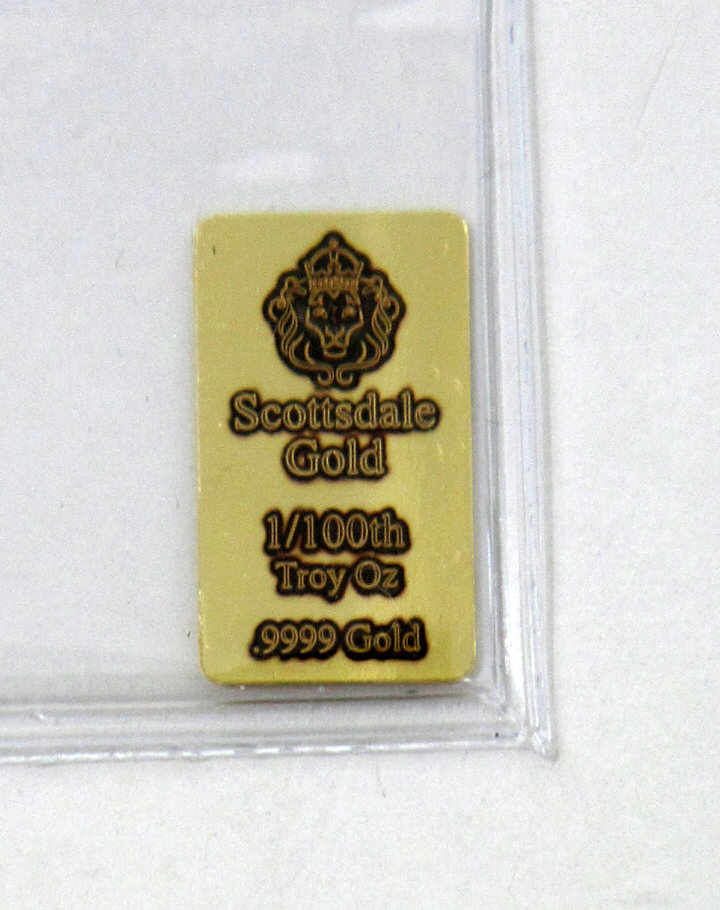 Scottsdale
Gold
1/100th
Troy Oz
.9999 Gold